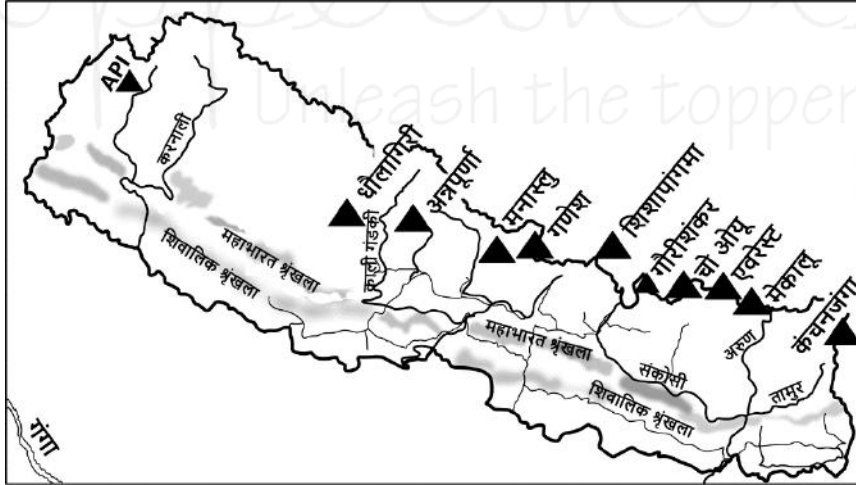 Unleash the topper
API
करनाली
धौलागिरी
अन्नपूर्णा
मनास्लु
गणेश
शिशापांगमा
गौरीशंकर
चो ओयू
एवरेस्ट
मेकालू
कंचनजंगा
काली गंडकी
महाभारत श्रृंखला
शिवालिक श्रृंखला
महाभारत श्रृंखला
शिवालिक श्रृंखला
संकोसी
अरुण
तामुर
गंगा